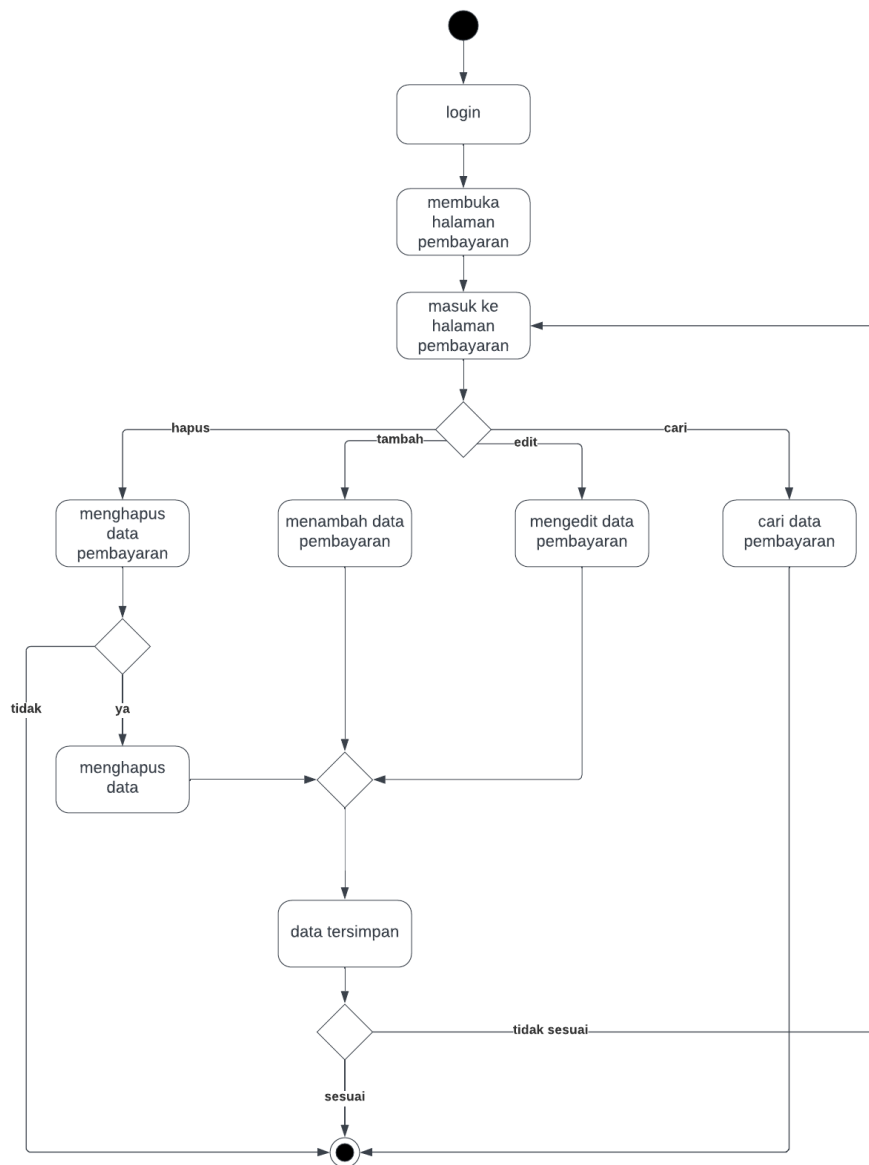 login
membuka
halaman
pembayaran
masuk ke
halaman
pembayaran
hapus
tambah
edit
cari
menghapus
data
pembayaran
menambah data
pembayaran
mengedit data
pembayaran
cari data
pembayaran
tidak
ya
menghapus
data
data tersimpan
tidak sesuai
sesuai